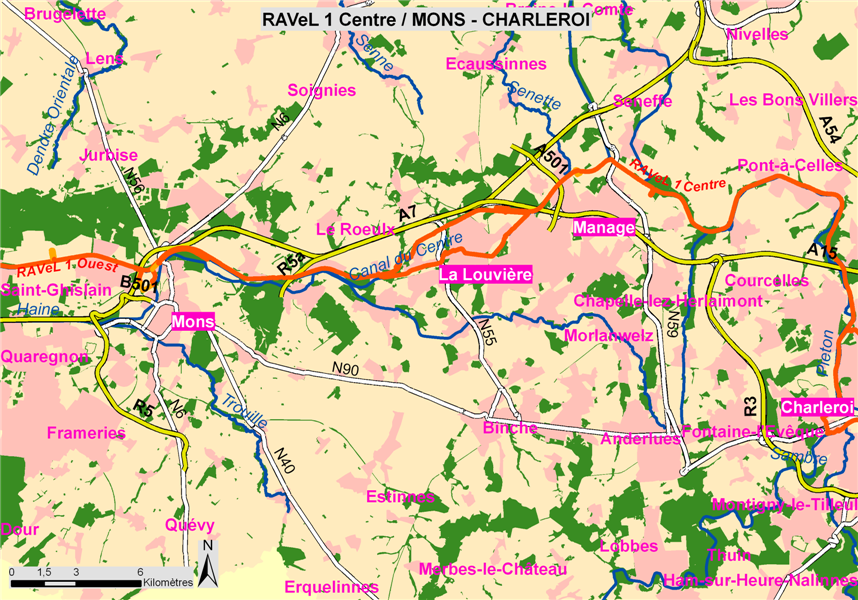 RAVeL 1 Centre / MONS - CHARLEROI
Brugelette
Braine-le-Comte
Nivelles
Lens
Senne
Ecaussinnes
Soignies
Senette
Seneffe
Les Bons Villers
Dendre Orientale
N6
A54
Jurbise
A501
Pont-à-Celles
N56
RAVeL 1 Centre
A7
Le Roeulx
Manage
Canal du Centre
A15
RAVeL 1 Ouest
R5a
La Louvière
B501
Courcelles
Saint-Ghislain
Chapelle-lez-Herlaimont
Haine
Mons
N55
N59
Morlanwelz
Piéton
Quaregnon
N90
R5
N6
Trouille
R3
Charleroi
Frameries
Binche
Anderlues
Fontaine-l'Evêque
N40
Sambre
Estinnes
Montigny-le-Tilleul
Dour
Quévy
Lobbes
Thuin
N
Merbes-le-Château
Ham-sur-Heure-Nalinnes
0 1,5 3 6
Kilomètres
Erquelinnes